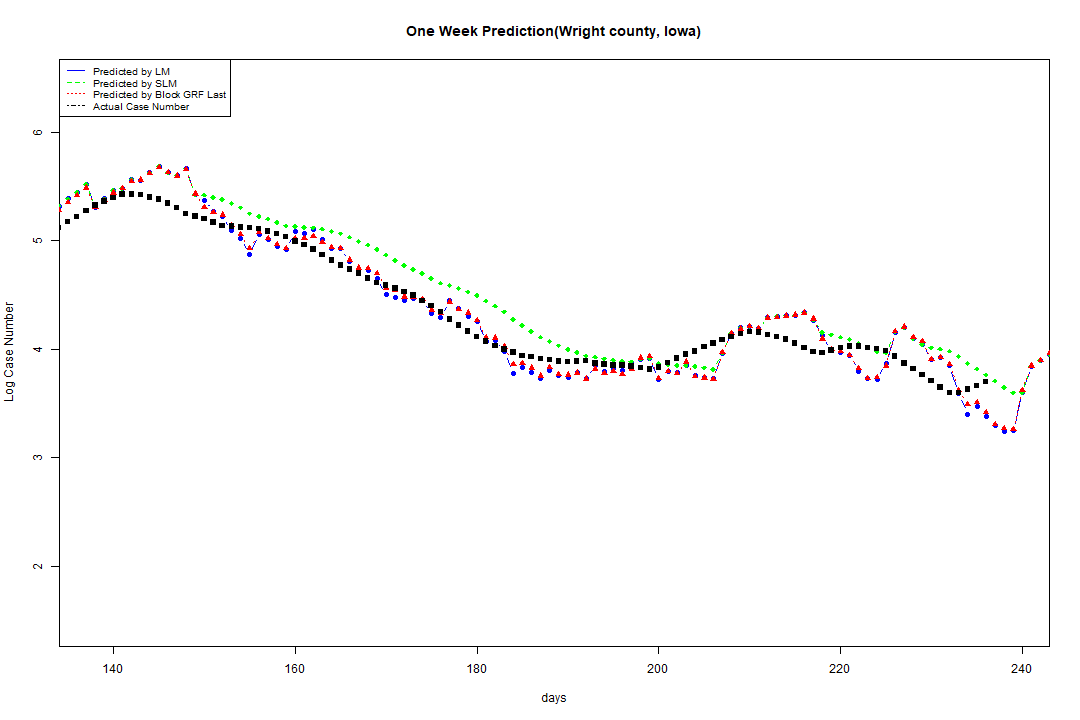 One Week Prediction(Wright county, Iowa)
Predicted by LM
Predicted by SLM
Predicted by Block GRF Last
Actual Case Number
6
5
4
3
2
Log Case Number
140 160 180 200 220 240
days